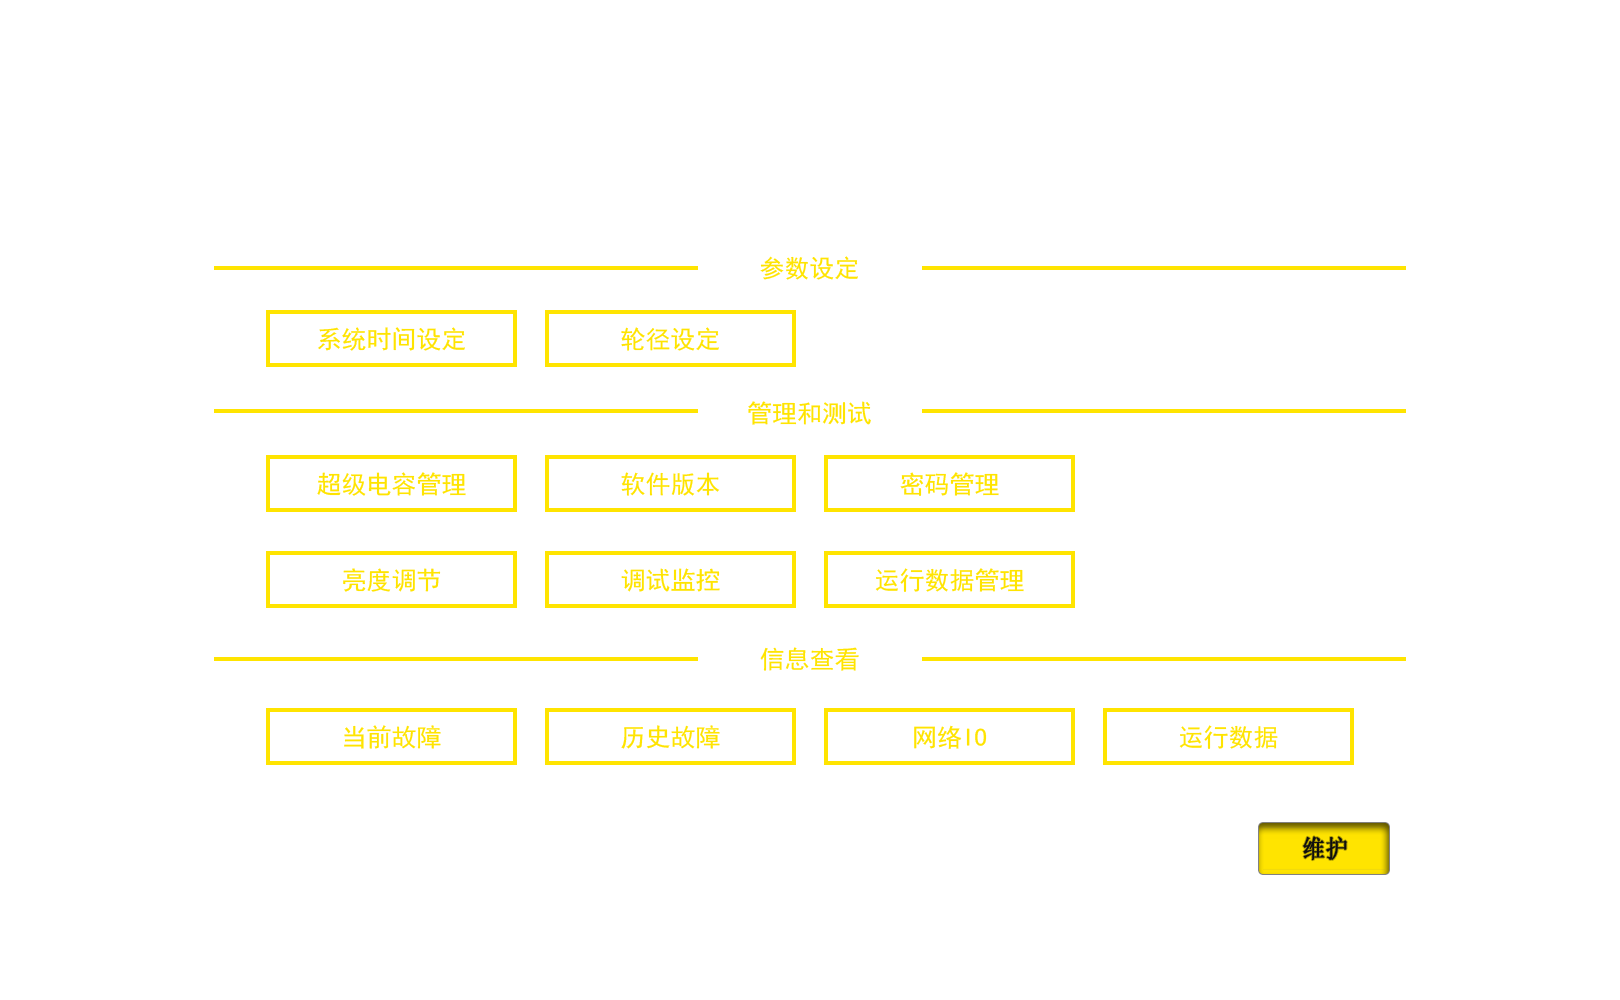 参数设定
系统时间设定 轮径设定
管理和测试
超级电容管理 软件版本 密码管理
亮度调节 调试监控 运行数据管理
信息查看
当前故障 历史故障 网络IO 运行数据
维护